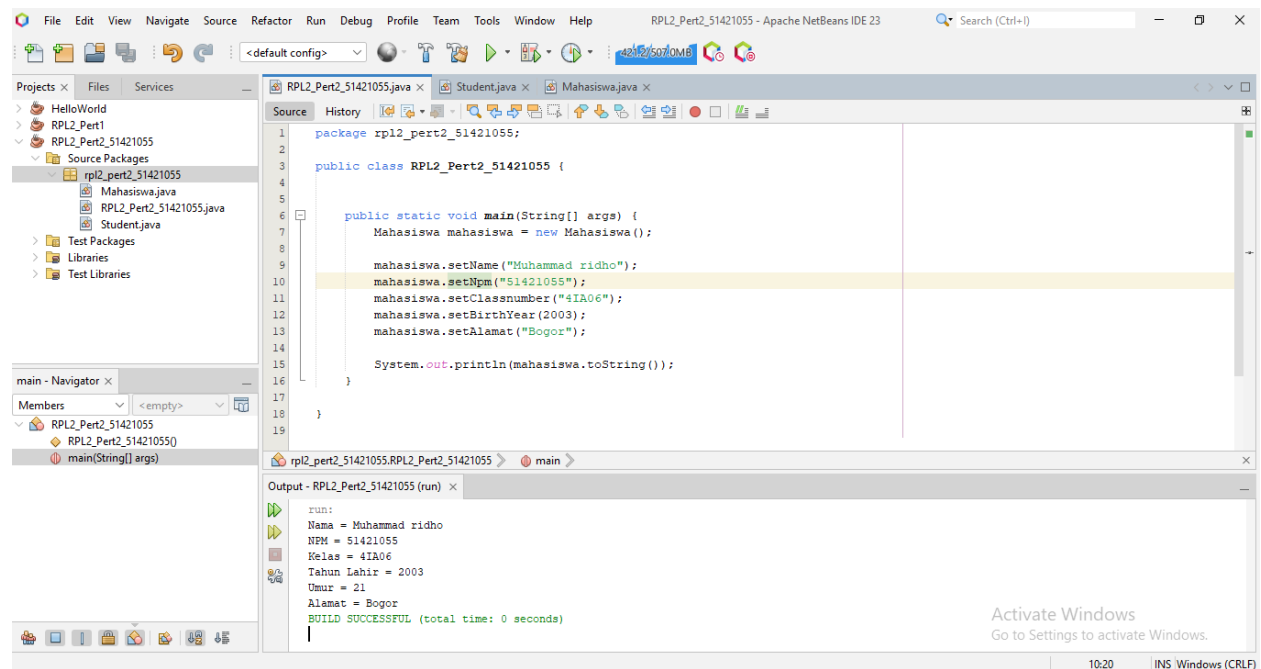 File Edit View Navigate Source Refactor Run Debug Profile Team Tools Window Help RPL2_Pert2_51421055 - Apache NetBeans IDE 23 Search (Ctrl+I)
<default config> 421.2/507.0MB
Projects Files Services
HelloWorld
RPL2_Pert1
RPL2_Pert2_51421055
Source Packages
rpl2_pert2_51421055
Mahasiswa.java
RPL2_Pert2_51421055.java
Student.java
Test Packages
Libraries
Test Libraries
main - Navigator
Members <empty>
RPL2_Pert2_51421055
RPL2_Pert2_51421055()
main(String[] args)
RPL2_Pert2_51421055.java Student.java Mahasiswa.java
Source History
1 package rpl2_pert2_51421055;
2
3 public class RPL2_Pert2_51421055 {
4
5
6 public static void main(String[] args) {
7 Mahasiswa mahasiswa = new Mahasiswa();
8
9 mahasiswa.setName("Muhammad ridho");
10 mahasiswa.setNpm("51421055");
11 mahasiswa.setClassnumber("4IA06");
12 mahasiswa.setBirthYear(2003);
13 mahasiswa.setAlamat("Bogor");
14
15 System.out.println(mahasiswa.toString());
16 }
17
18 }
19
rpl2_pert2_51421055.RPL2_Pert2_51421055 main
Output - RPL2_Pert2_51421055 (run)
run:
Nama = Muhammad ridho
NPM = 51421055
Kelas = 4IA06
Tahun Lahir = 2003
Umur = 21
Alamat = Bogor
BUILD SUCCESSFUL (total time: 0 seconds)
Activate Windows
Go to Settings to activate Windows.
10:20 INS Windows (CRLF)